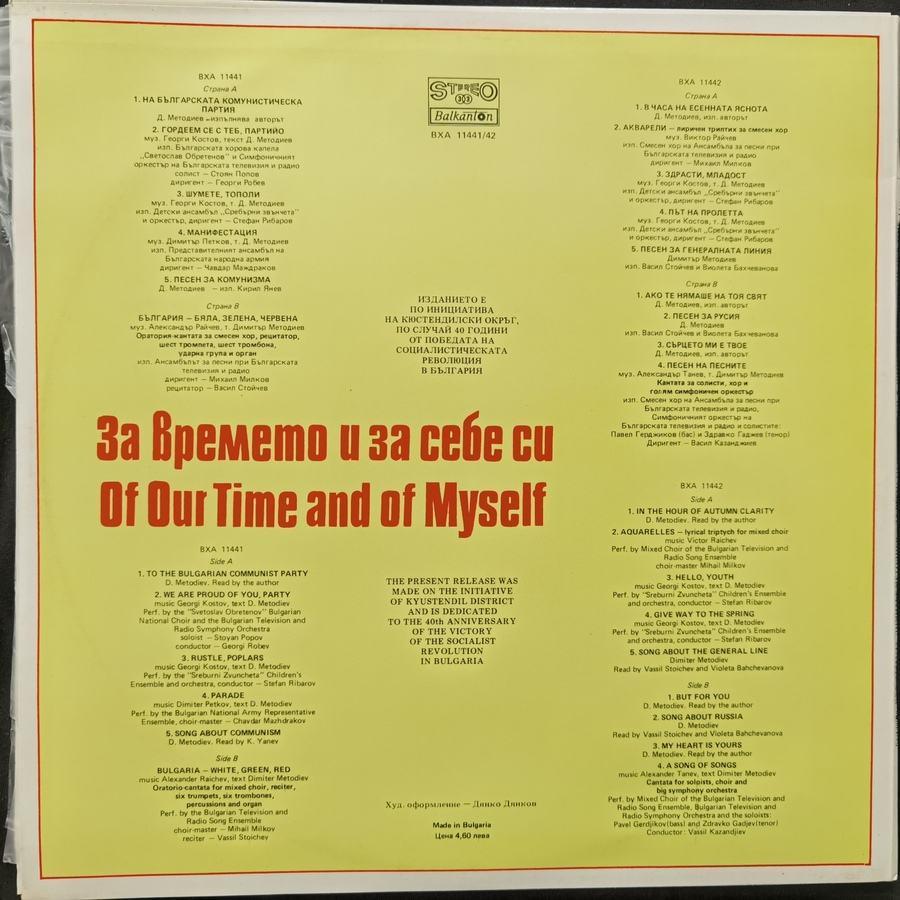 ВХА 11441
Страна А
1. НА БЪЛГАРСКАТА КОМУНИСТИЧЕСКА
ПАРТИЯ
Д. Методиев – изпълнява авторът
2. ГОРДЕЕМ СЕ С ТЕБ, ПАРТИЙО
муз. Георги Костов, текст Д. Методиев
изп. Българската хорова капела
„Светослав Обретенов" и Симфоничният
оркестър на Българската телевизия и радио
солист – Стоян Попов
диригент – Георги Робев
3. ШУМЕТЕ, ТОПОЛИ
муз. Георги Костов, т. Д. Методиев
изп. Детски ансамбъл „Сребърни звънчета"
и оркестър, диригент – Стефан Рибаров
4. МАНИФЕСТАЦИЯ
муз. Димитър Петков, т. Д. Методиев
изп. Представителният ансамбъл на
Българската народна армия
диригент – Чавдар Маждраков
5. ПЕСЕН ЗА КОМУНИЗМА
Д. Методиев – изп. Кирил Янев
Страна В
БЪЛГАРИЯ – БЯЛА, ЗЕЛЕНА, ЧЕРВЕНА
муз. Александър Райчев, т. Димитър Методиев
Оратория-кантата за смесен хор, рецитатор,
шест тромпета, шест тромбона,
ударна група и орган
изп. Ансамбълът за песни при Българската
телевизия и радио
диригент – Михаил Милков
рецитатор – Васил Стойчев
STEREO
33
Balkanton
ВХА 11441/42
ИЗДАНИЕТО Е
ПО ИНИЦИАТИВА
НА КЮСТЕНДИЛСКИ ОКРЪГ,
ПО СЛУЧАЙ 40 ГОДИНИ
ОТ ПОБЕДАТА НА
СОЦИАЛИСТИЧЕСКАТА
РЕВОЛЮЦИЯ
В БЪЛГАРИЯ
ВХА 11442
Страна А
1. В ЧАСА НА ЕСЕННАТА ЯСНОТА
Д. Методиев, изп. авторът
2. АКВАРЕЛИ – лиричен триптих за смесен хор
муз. Виктор Райчев
изп. Смесен хор на Ансамбъла за песни при
Българската телевизия и радио
диригент – Михаил Милков
3. ЗДРАСТИ, МЛАДОСТ
муз. Георги Костов, т. Д. Методиев
изп. Детски ансамбъл „Сребърни звънчета"
и оркестър, диригент – Стефан Рибаров
4. ПЪТ НА ПРОЛЕТТА
муз. Георги Костов, т. Д. Методиев
изп. Детски ансамбъл „Сребърни звънчета"
и оркестър, диригент – Стефан Рибаров
5. ПЕСЕН ЗА ГЕНЕРАЛНАТА ЛИНИЯ
Димитър Методиев
изп. Васил Стойчев и Виолета Бахчеванова
Страна В
1. АКО ТЕ НЯМАШЕ НА ТОЯ СВЯТ
Д. Методиев, изп. авторът
2. ПЕСЕН ЗА РУСИЯ
Д. Методиев
изп. Васил Стойчев и Виолета Бахчеванова
3. СЪРЦЕТО МИ Е ТВОЕ
Д. Методиев, изп. авторът
4. ПЕСЕН НА ПЕСНИТЕ
муз. Александър Танев, т. Димитър Методиев
Кантата за солисти, хор и
голям симфоничен оркестър
изп. Смесен хор на Ансамбъла за песни при
Българската телевизия и радио,
Симфоничният оркестър на
Българската телевизия и радио и солистите:
Павел Герджиков (бас) и Здравко Гаджев (тенор)
Диригент – Васил Казанджиев
За времето и за себе си
Of Our Time and of Myself
ВХА 11441
Side A
1. TO THE BULGARIAN COMMUNIST PARTY
D. Metodiev. Read by the author
2. WE ARE PROUD OF YOU, PARTY
music Georgi Kostov, text D. Metodiev
Perf. by the "Svetoslav Obretenov" Bulgarian
National Choir and the Bulgarian Television and
Radio Symphony Orchestra
soloist – Stoyan Popov
conductor – Georgi Robev
3. RUSTLE, POPLARS
music Georgi Kostov, text D. Metodiev
Perf. by the "Sreburni Zvuncheta" Children's
Ensemble and orchestra, conductor – Stefan Ribarov
4. PARADE
music Dimiter Petkov, text D. Metodiev
Perf. by the Bulgarian National Army Representative
Ensemble, choir-master – Chavdar Mazhdrakov
5. SONG ABOUT COMMUNISM
D. Metodiev. Read by K. Yanev
Side B
BULGARIA – WHITE, GREEN, RED
music Alexander Raichev, text Dimiter Metodiev
Oratorio-cantata for mixed choir, reciter,
six trumpets, six trombones,
percussions and organ
Perf. by the Bulgarian Television and
Radio Song Ensemble
choir-master – Mihail Milkov
reciter – Vassil Stoichev
THE PRESENT RELEASE WAS
MADE ON THE INITIATIVE
OF KYUSTENDIL DISTRICT
AND IS DEDICATED
TO THE 40th ANNIVERSARY
OF THE VICTORY
OF THE SOCIALIST
REVOLUTION
IN BULGARIA
Худ. оформление – Динко Динков
Made in Bulgaria
Цена 4,60 лева
ВХА 11442
Side A
1. IN THE HOUR OF AUTUMN CLARITY
D. Metodiev. Read by the author
2. AQUARELLES – lyrical triptych for mixed choir
music Victor Raichev
Perf. by Mixed Choir of the Bulgarian Television and
Radio Song Ensemble
choir-master Mihail Milkov
3. HELLO, YOUTH
music Georgi Kostov, text D. Metodiev
Perf. by "Sreburni Zvuncheta" Children's Ensemble
and orchestra, conductor – Stefan Ribarov
4. GIVE WAY TO THE SPRING
music Georgi Kostov, text D. Metodiev
Perf. by "Sreburni Zvuncheta" Children's Ensemble
and orchestra, conductor – Stefan Ribarov
5. SONG ABOUT THE GENERAL LINE
Dimiter Metodiev
Read by Vassil Stoichev and Violeta Bahchevanova
Side B
1. BUT FOR YOU
D. Metodiev. Read by the author
2. SONG ABOUT RUSSIA
D. Metodiev
Read by Vassil Stoichev and Violeta Bahchevanova
3. MY HEART IS YOURS
D. Metodiev. Read by the author
4. A SONG OF SONGS
music Alexander Tanev, text Dimiter Metodiev
Cantata for soloists, choir and
big symphony orchestra
Perf. by Mixed Choir of the Bulgarian Television and
Radio Song Ensemble, Bulgarian Television and
Radio Symphony Orchestra and the soloists:
Pavel Gerdjikov(bass) and Zdravko Gadjev(tenor)
Conductor: Vassil Kazandjiev